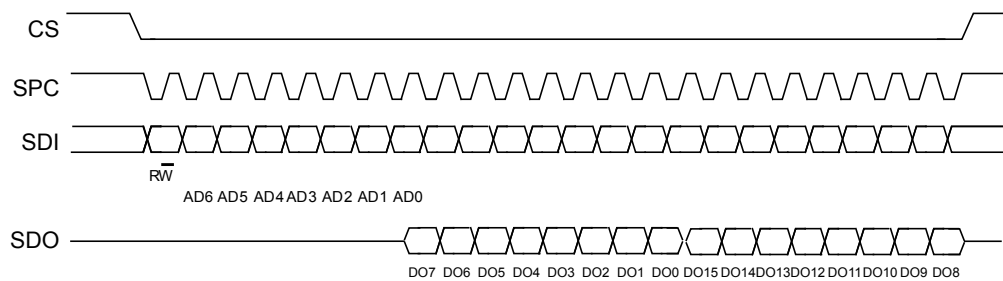 CS
SPC
SDI
RW̅
AD6 AD5 AD4 AD3 AD2 AD1 AD0
SDO
DO7 DO6 DO5 DO4 DO3 DO2 DO1 DO0 DO15 DO14 DO13 DO12 DO11 DO10 DO9 DO8